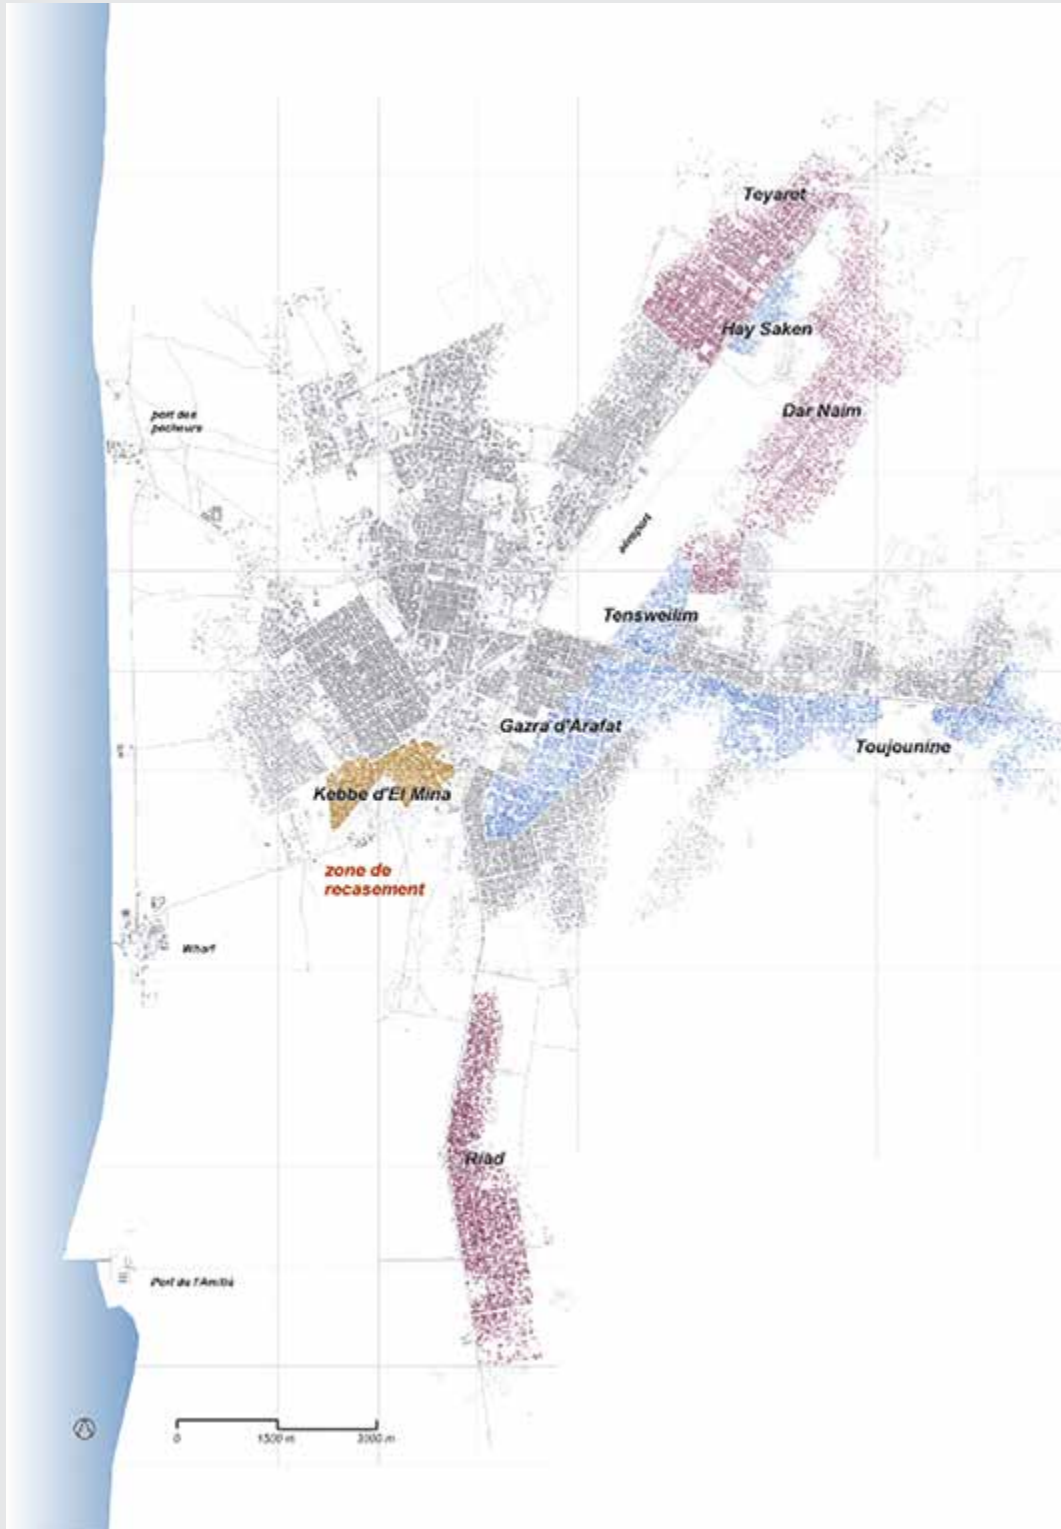 Teyaret
Hay Saken
Dar Naim
port des
pecheurs
aéroport
Tensweilim
Gazra d'Arafat
Toujounine
Kebbe d'El Mina
zone de
recasement
Wharf
Riad
Port de l'Amitié
0 1500 m 3000 m